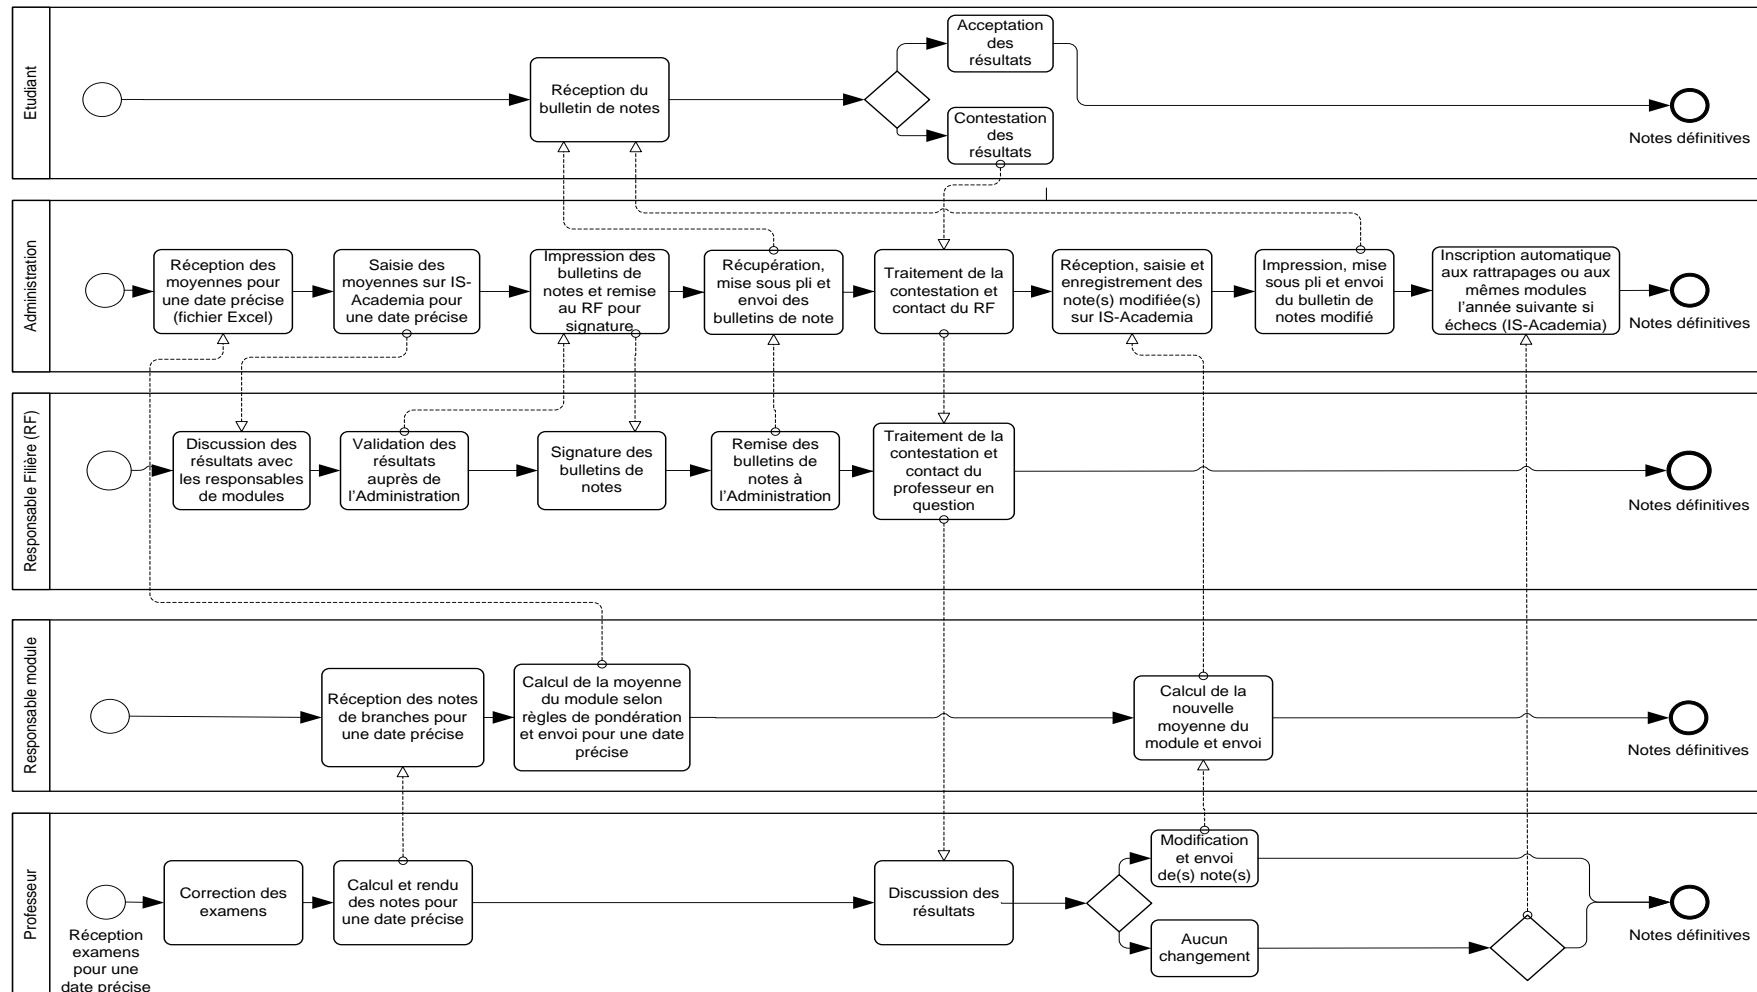 Etudiant
Réception du
bulletin de notes
Acceptation
des
résultats
Contestation
des
résultats
Notes définitives
Administration
Réception des
moyennes pour
une date précise
(fichier Excel)
Saisie des
moyennes sur IS-
Academia pour
une date précise
Impression des
bulletins de
notes et remise
au RF pour
signature
Récupération,
mise sous pli et
envoi des
bulletins de note
Traitement de la
contestation et
contact du RF
Réception, saisie et
enregistrement des
note(s) modifiée(s)
sur IS-Academia
Impression, mise
sous pli et envoi
du bulletin de
notes modifié
Inscription automatique
aux rattrapages ou aux
mêmes modules
l'année suivante si
échecs (IS-Academia)
Notes définitives
Responsable Filière (RF)
Discussion des
résultats avec
les responsables
de modules
Validation des
résultats
auprès de
l'Administration
Signature des
bulletins de
notes
Remise des
bulletins de
notes à
l'Administration
Traitement de la
contestation et
contact du
professeur en
question
Notes définitives
Responsable module
Réception des notes
de branches pour
une date précise
Calcul de la moyenne
du module selon
règles de pondération
et envoi pour une date
précise
Calcul de la
nouvelle
moyenne du
module et envoi
Notes définitives
Professeur
Réception
examens
pour une
date précise
Correction des
examens
Calcul et rendu
des notes pour
une date précise
Discussion des
résultats
Modification
et envoi
de(s) note(s)
Aucun
changement
Notes définitives